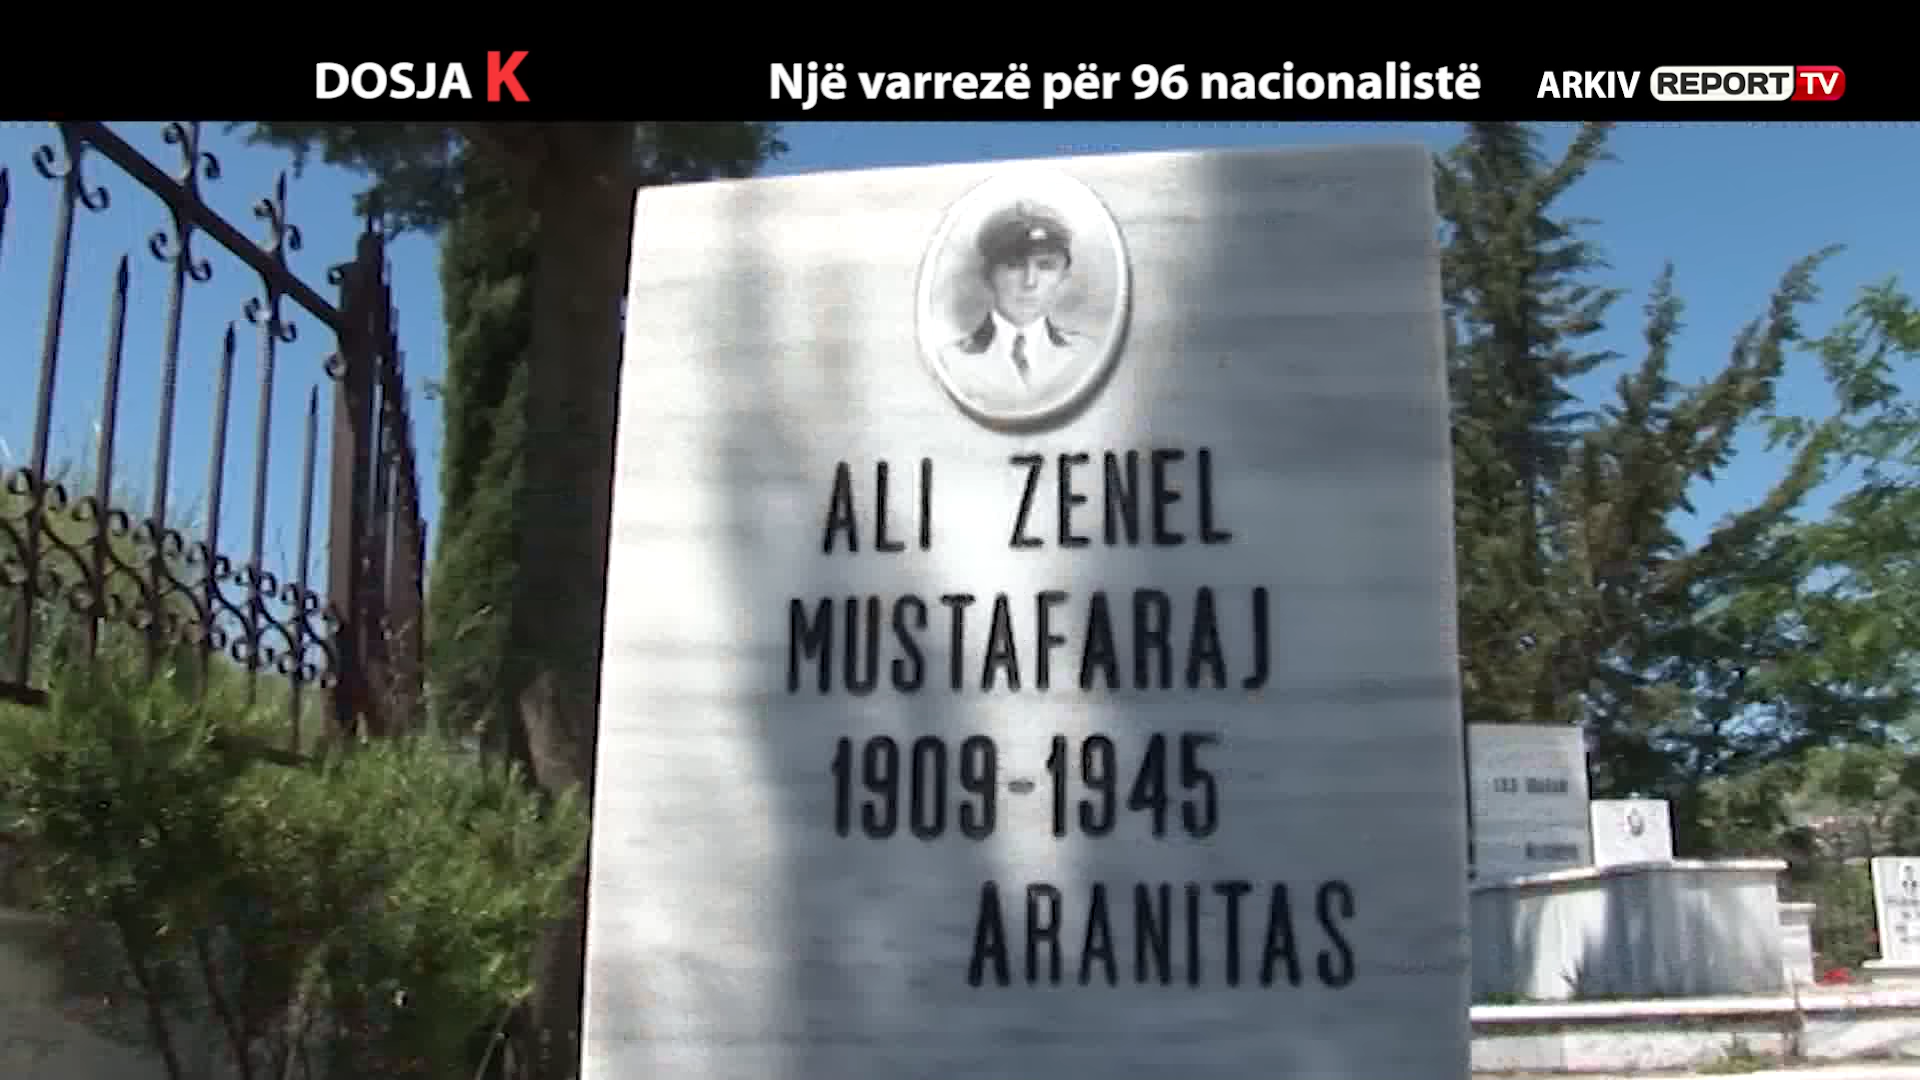 DOSJA K
Një varrezë për 96 nacionalistë
ARKIV REPORT TV
ALI ZENEL
MUSTAFARAJ
1909-1945
ARANITAS